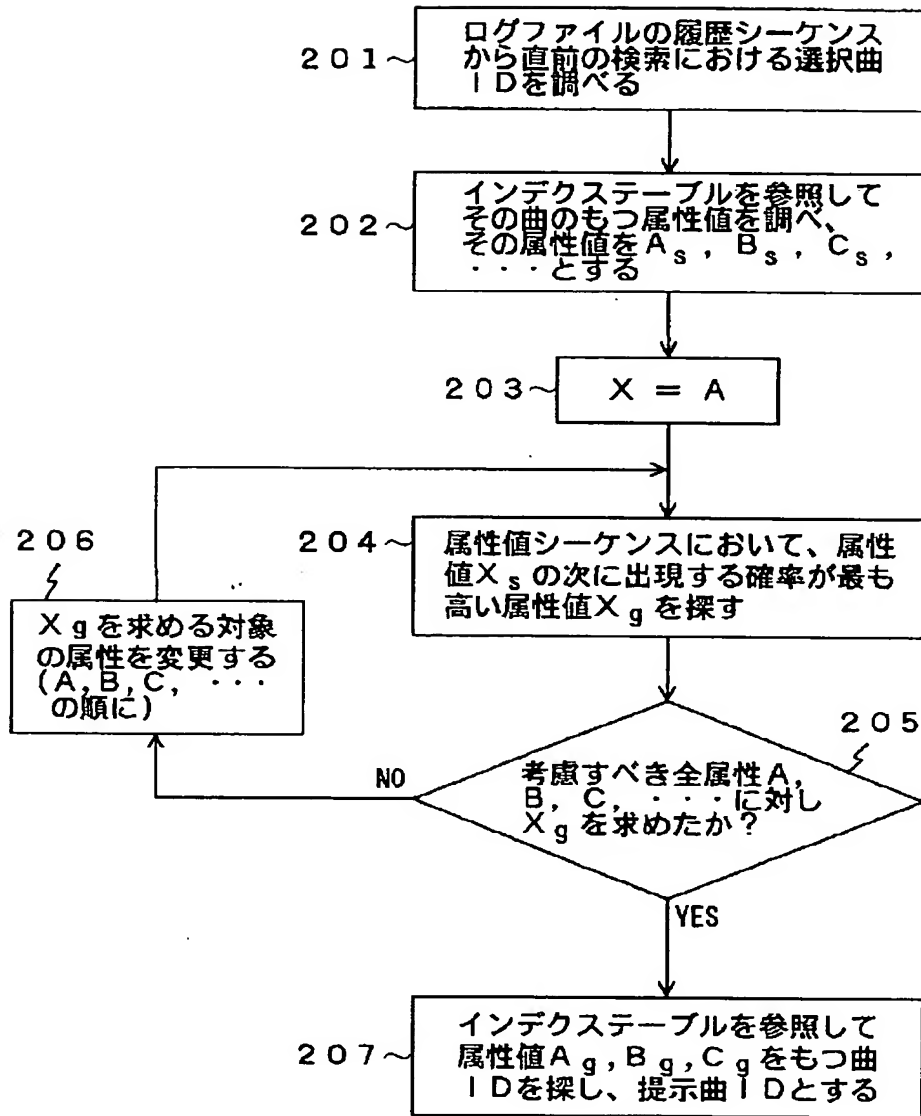 201
ログファイルの履歴シーケンス
から直前の検索における選択曲
IDを調べる
202
インデクステーブルを参照して
その曲のもつ属性値を調べ、
その属性値をAs, Bs, Cs,
・・・とする
203
X = A
204
属性値シーケンスにおいて、属性
値Xsの次に出現する確率が最も
高い属性値Xgを探す
206
Xgを求める対象
の属性を変更する
(A,B,C,・・・
の順に)
205
考慮すべき全属性A,
B, C, ・・・に対し
Xgを求めたか?
NO
YES
207
インデクステーブルを参照して
属性値Ag,Bg,Cgをもつ曲
IDを探し、提示曲IDとする